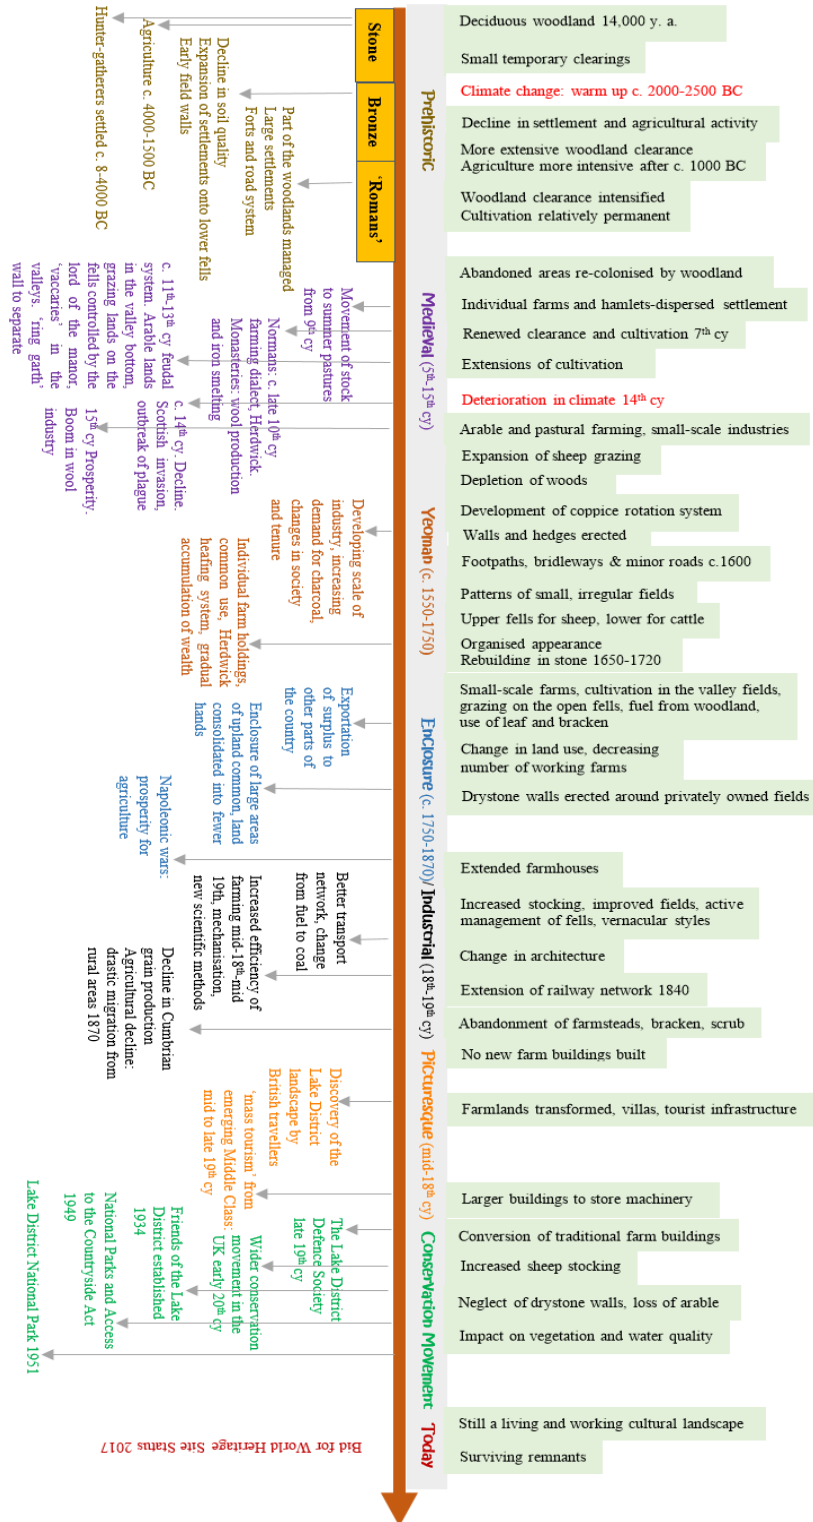 Stone
Bronze
'Romans'
Hunter-gatherers settled c. 8-4000 BC
Agriculture c. 4000-1500 BC
Decline in soil quality
Expansion of settlements onto lower fells
Early field walls
Part of the woodlands managed
Large settlements
Forts and road system
Movement of stock
to summer pastures
from 9th cy
Normans: c. late 10th cy
farming dialect, Herdwick.
Monasteries: wool production
and iron smelting
c. 11th-13th cy feudal
system. Arable lands
in the valley bottom,
grazing lands on the
fells controlled by the
lord of the manor,
'vaccaries' in the
valleys. 'ring garth'
wall to separate
c. 14th cy. Decline.
Scottish invasion,
outbreak of plague
15th cy Prosperity.
Boom in wool
industry
Developing scale of
industry, increasing
demand for charcoal,
changes in society
and tenure
Individual farm holdings,
common use, Herdwick
heafing system, gradual
accumulation of wealth
Exportation
of surplus to
other parts of
the country
Enclosure of large areas
of upland common, land
consolidated into fewer
hands
Napoleonic wars:
prosperity for
agriculture
Better transport
network, change
from fuel to coal
Increased efficiency of
farming mid-18th-mid
19th, mechanisation,
new scientific methods
Decline in Cumbrian
grain production
Agricultural decline:
drastic migration from
rural areas 1870
Discovery of the
Lake District
landscape by
British travellers
'mass tourism' from
emerging Middle Class:
mid to late 19th cy
The Lake District
Defence Society
late 19th cy
Wider conservation
movement in the
UK early 20th cy
Friends of the Lake
District established
1934
National Parks and Access
to the Countryside Act
1949
Lake District National Park 1951
Bid for World Heritage Site Status 2017
Prehistoric
Medieval (5th-15th cy)
Yeoman (c. 1550-1750)
Enclosure (c. 1750-1870)/ Industrial (18th-19th cy)
Picturesque (mid-18th cy)
Conservation Movement
Today
Deciduous woodland 14,000 y. a.
Small temporary clearings
Climate change: warm up c. 2000-2500 BC
Decline in settlement and agricultural activity
More extensive woodland clearance
Agriculture more intensive after c. 1000 BC
Woodland clearance intensified
Cultivation relatively permanent
Abandoned areas re-colonised by woodland
Individual farms and hamlets-dispersed settlement
Renewed clearance and cultivation 7th cy
Extensions of cultivation
Deterioration in climate 14th cy
Arable and pastural farming, small-scale industries
Expansion of sheep grazing
Depletion of woods
Development of coppice rotation system
Walls and hedges erected
Footpaths, bridleways & minor roads c.1600
Patterns of small, irregular fields
Upper fells for sheep, lower for cattle
Organised appearance
Rebuilding in stone 1650-1720
Small-scale farms, cultivation in the valley fields,
grazing on the open fells, fuel from woodland,
use of leaf and bracken
Change in land use, decreasing
number of working farms
Drystone walls erected around privately owned fields
Extended farmhouses
Increased stocking, improved fields, active
management of fells, vernacular styles
Change in architecture
Extension of railway network 1840
Abandonment of farmsteads, bracken, scrub
No new farm buildings built
Farmlands transformed, villas, tourist infrastructure
Larger buildings to store machinery
Conversion of traditional farm buildings
Increased sheep stocking
Neglect of drystone walls, loss of arable
Impact on vegetation and water quality
Still a living and working cultural landscape
Surviving remnants